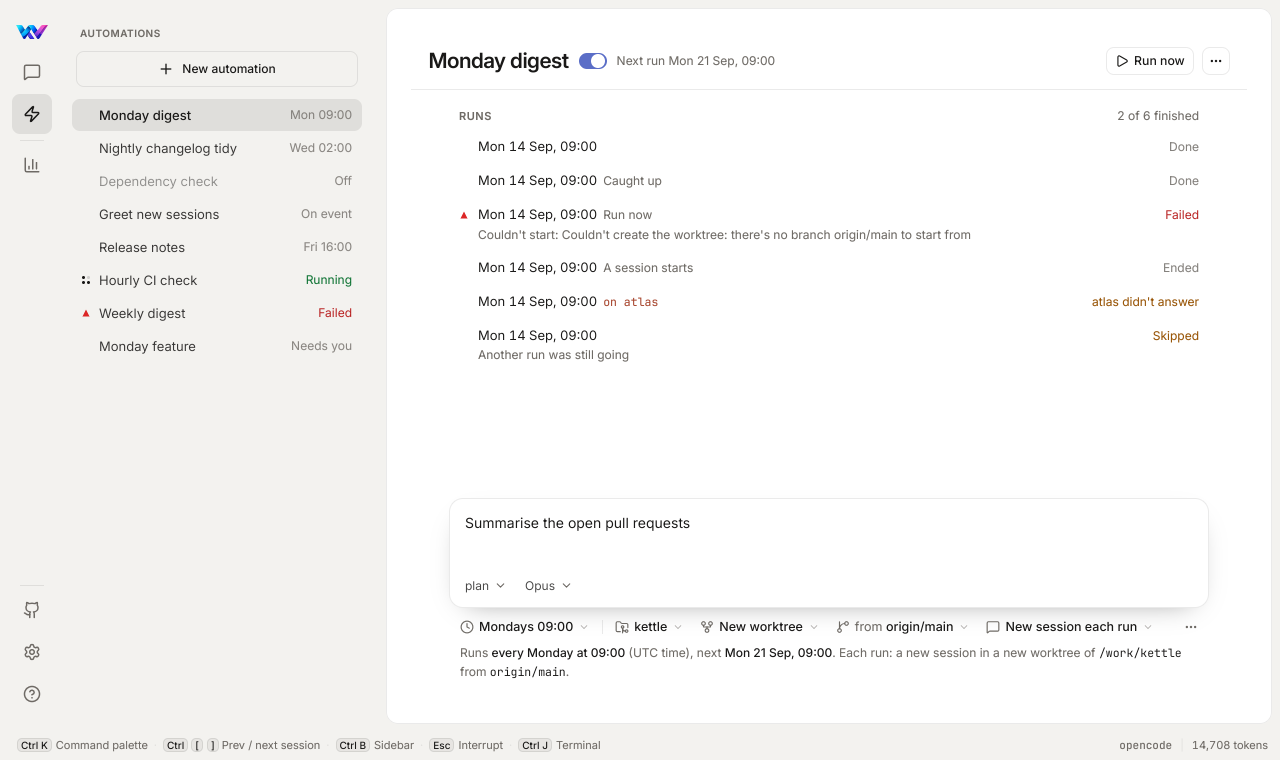 AUTOMATIONS
New automation
Monday digest Mon 09:00
Nightly changelog tidy Wed 02:00
Dependency check Off
Greet new sessions On event
Release notes Fri 16:00
Hourly CI check Running
Weekly digest Failed
Monday feature Needs you
Monday digest Next run Mon 21 Sep, 09:00 Run now
RUNS 2 of 6 finished
Mon 14 Sep, 09:00 Done
Mon 14 Sep, 09:00 Caught up Done
Mon 14 Sep, 09:00 Run now Failed
Couldn't start: Couldn't create the worktree: there's no branch origin/main to start from
Mon 14 Sep, 09:00 A session starts Ended
Mon 14 Sep, 09:00 on atlas atlas didn't answer
Mon 14 Sep, 09:00 Skipped
Another run was still going
Summarise the open pull requests
plan Opus
Mondays 09:00 kettle New worktree from origin/main New session each run
Runs every Monday at 09:00 (UTC time), next Mon 21 Sep, 09:00. Each run: a new session in a new worktree of /work/kettle
from origin/main.
Ctrl K Command palette Ctrl [ ] Prev / next session Ctrl B Sidebar Esc Interrupt Ctrl J Terminal opencode 14,708 tokens